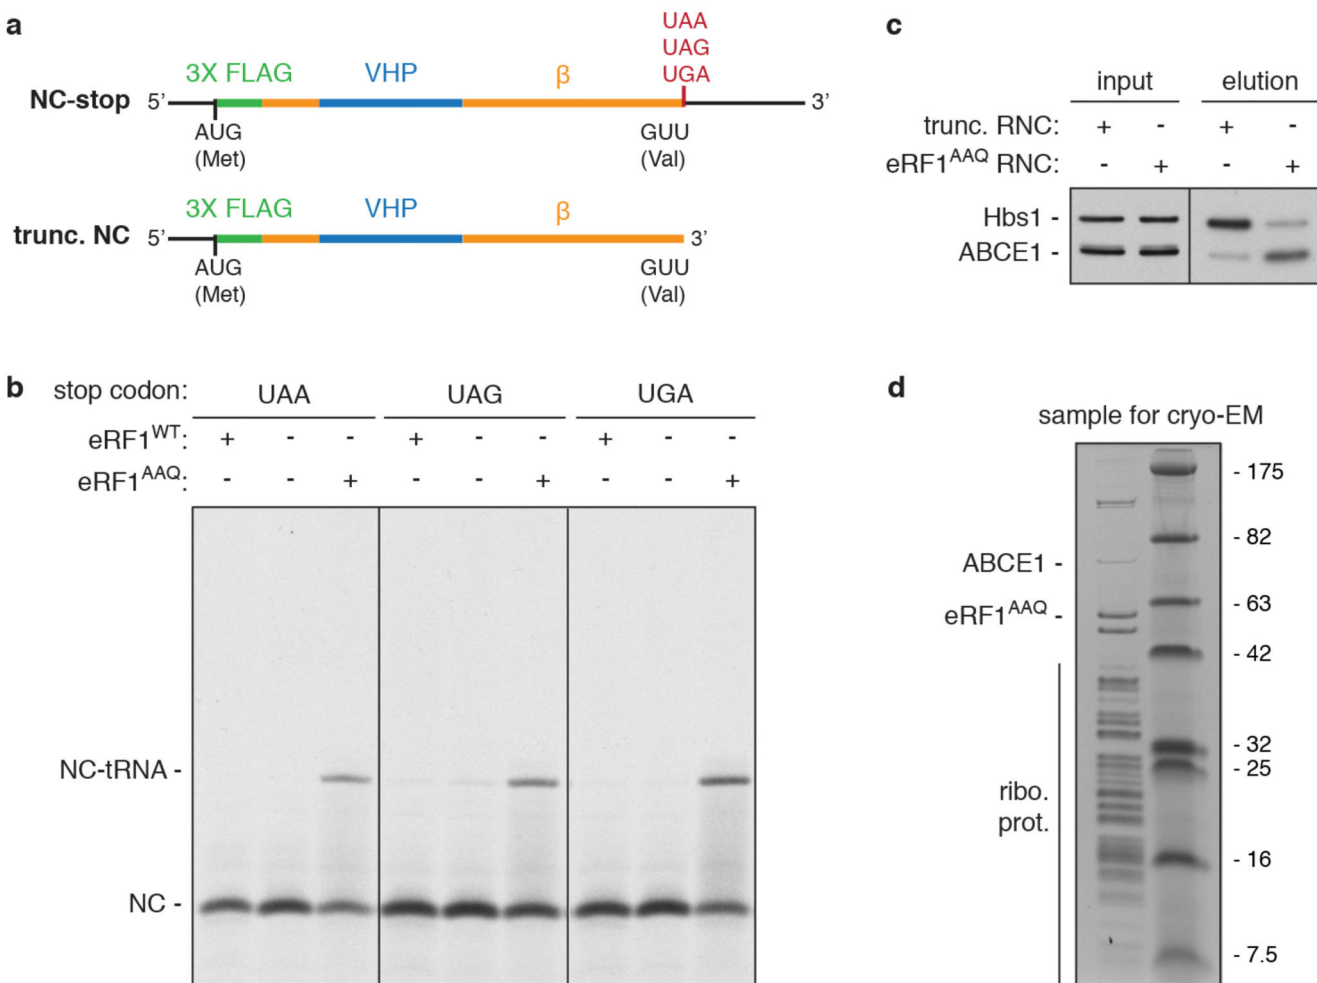 a
UAA
UAG
UGA
3X FLAG VHP β
NC-stop 5’ 3’
AUG GUU
(Met) (Val)
3X FLAG VHP β
trunc. NC 5’ 3’
AUG GUU
(Met) (Val)
c
input elution
trunc. RNC: + - + -
eRF1AAQ RNC: - + - +
Hbs1 -
ABCE1 -
b
stop codon: UAA UAG UGA
eRF1WT: + - - + - - + - -
eRF1AAQ: - - + - - + - - +
NC-tRNA -
NC -
d
sample for cryo-EM
- 175
- 82
ABCE1 -
- 63
eRF1AAQ -
- 42
- 32
- 25
ribo.
prot.
- 16
- 7.5